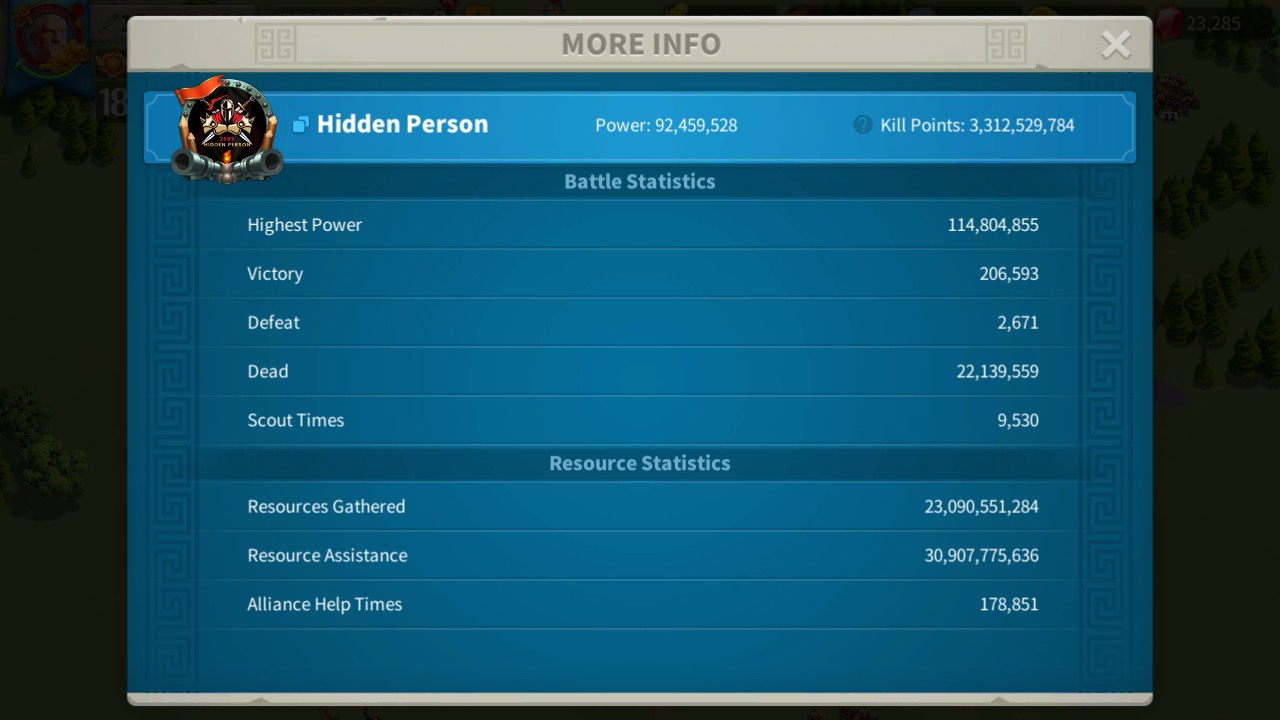 MORE INFO
23,285
18
Hidden Person
Power: 92,459,528
Kill Points: 3,312,529,784
HIDDEN PERSON
22
Battle Statistics
Highest Power 114,804,855
Victory 206,593
Defeat 2,671
Dead 22,139,559
Scout Times 9,530
Resource Statistics
Resources Gathered 23,090,551,284
Resource Assistance 30,907,775,636
Alliance Help Times 178,851